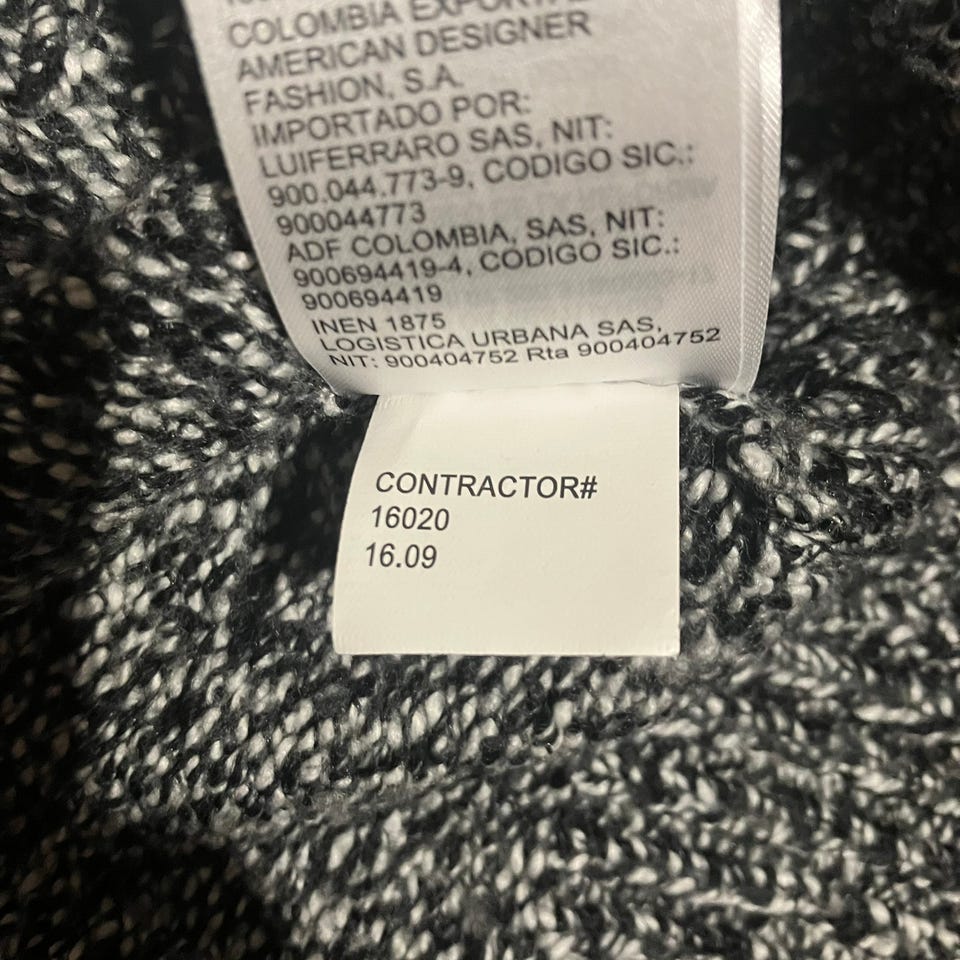 COLOMBIA
AMERICAN DESIGNER
FASHION, S.A.
IMPORTADO POR:
LUIFERRARO SAS, NIT:
900.044.773-9, CODIGO SIC.:
900044773
ADF COLOMBIA, SAS, NIT:
900694419-4, CODIGO SIC.:
900694419
INEN 1875
LOGISTICA URBANA SAS,
NIT: 900404752 Rta 900404752
CONTRACTOR#
16020
16.09